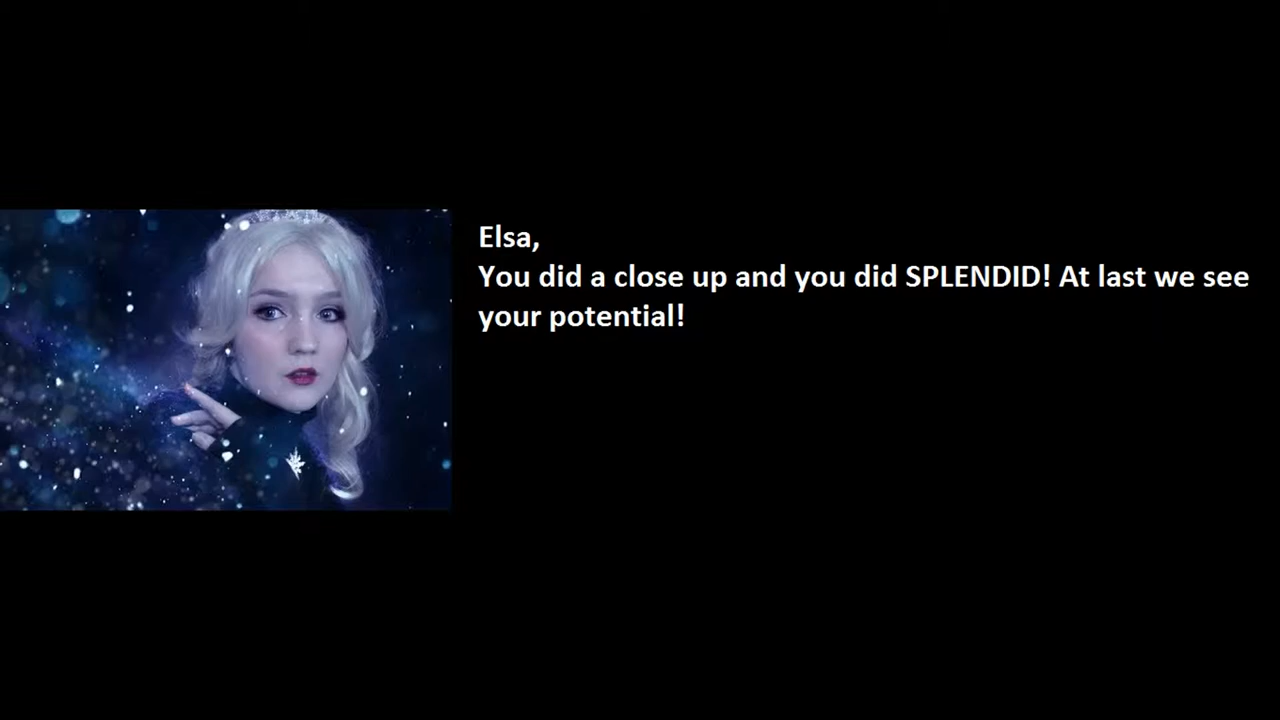 Elsa,
You did a close up and you did SPLENDID! At last we see
your potential!